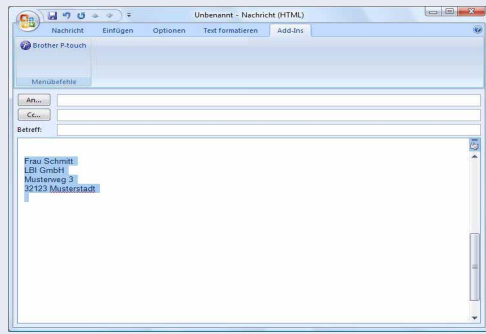 Unbenannt - Nachricht (HTML)
Nachricht Einfügen Optionen Text formatieren Add-Ins
Brother P-touch
Menübefehle
An...
Cc...
Betreff:
Frau Schmitt
LBI GmbH
Musterweg 3
32123 Musterstadt